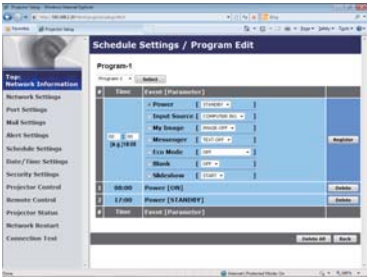 Schedule Settings / Program Edit
Program-1
Program 1
Select
Top:
Network Information
Network Settings
Port Settings
Mail Settings
Alert Settings
Schedule Settings
Date/Time Settings
Security Settings
Projector Control
Remote Control
Projector Status
Network Restart
Connection Test
# Time Event [Parameter]
Power [ STANDBY ]
Input Source [ COMPUTER IN1 ]
My Image [ IMAGE OFF ]
Messenger [ TEXT-OFF ]
Eco Mode [ OFF ]
Blank [ OFF ]
Slideshow [ START ]
Register
1 08:00 Power [ON] Delete
2 17:00 Power [STANDBY] Delete
# Time Event [Parameter]
Delete All Back